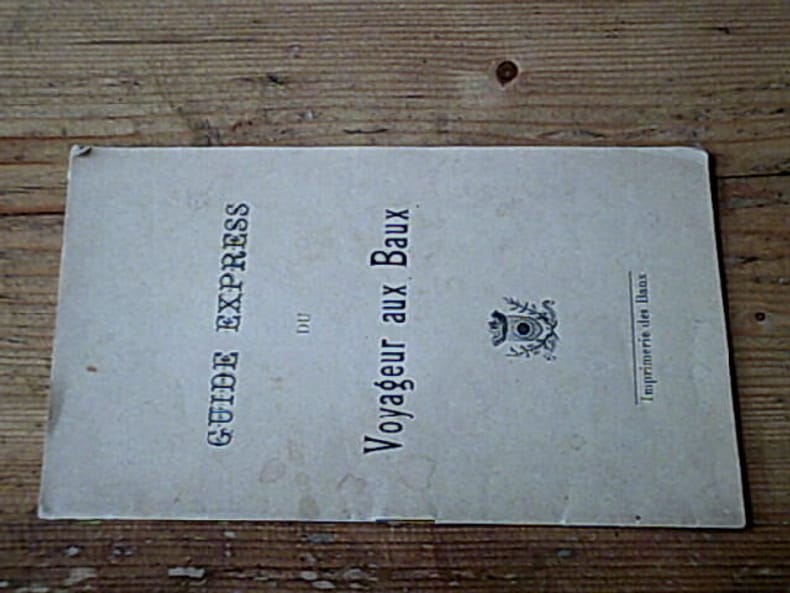 GUIDE EXPRESS
DU
Voyageur aux Baux
Imprimerie des Baux